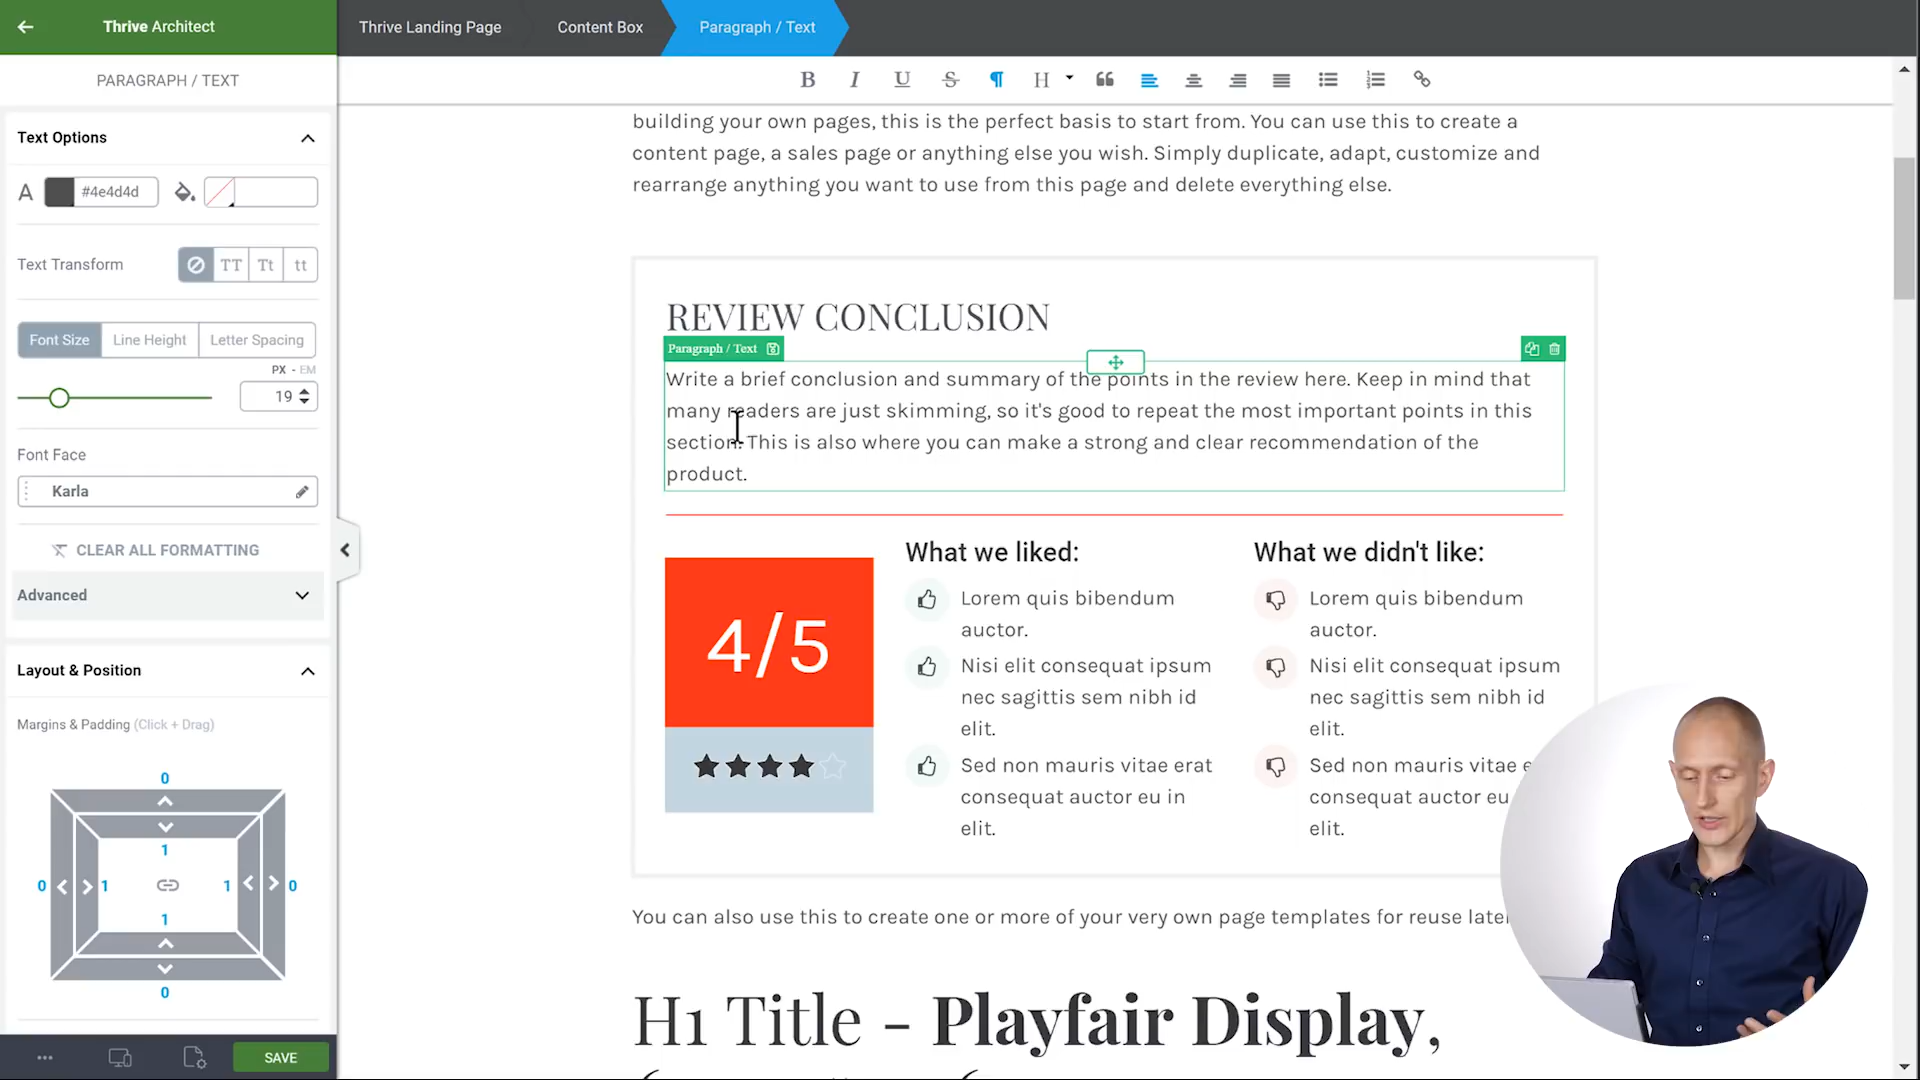 Thrive Architect
Thrive Landing Page
Content Box
Paragraph / Text
PARAGRAPH / TEXT
B I U S ¶ H
Text Options
A #4e4d4d
Text Transform
TT Tt tt
Font Size
Line Height
Letter Spacing
PX - EM
19
Font Face
Karla
CLEAR ALL FORMATTING
Advanced
Layout & Position
Margins & Padding (Click + Drag)
0
1
0 1 1 0
1
0
SAVE
building your own pages, this is the perfect basis to start from. You can use this to create a
content page, a sales page or anything else you wish. Simply duplicate, adapt, customize and
rearrange anything you want to use from this page and delete everything else.
REVIEW CONCLUSION
Paragraph / Text
Write a brief conclusion and summary of the points in the review here. Keep in mind that
many readers are just skimming, so it's good to repeat the most important points in this
section. This is also where you can make a strong and clear recommendation of the
product.
4/5
What we liked:
Lorem quis bibendum
auctor.
Nisi elit consequat ipsum
nec sagittis sem nibh id
elit.
Sed non mauris vitae erat
consequat auctor eu in
elit.
What we didn't like:
Lorem quis bibendum
auctor.
Nisi elit consequat ipsum
nec sagittis sem nibh id
elit.
Sed non mauris vitae
consequat auctor eu
elit.
You can also use this to create one or more of your very own page templates for reuse
H1 Title - Playfair Display,